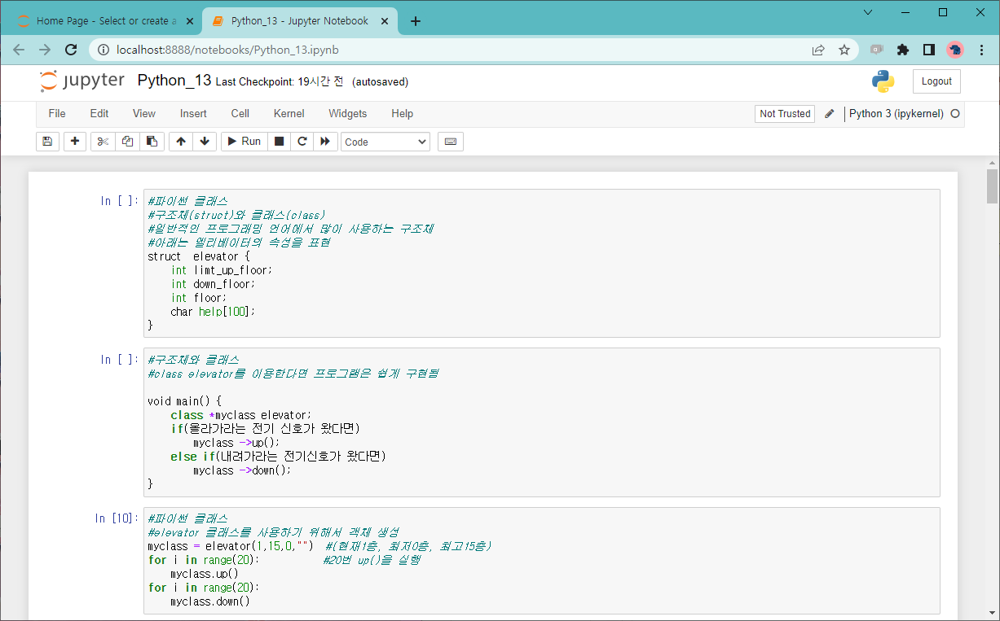 Home Page - Select or create a
Python_13 - Jupyter Notebook
localhost:8888/notebooks/Python_13.ipynb
jupyter Python_13 Last Checkpoint: 19시간 전 (autosaved)
Logout
File Edit View Insert Cell Kernel Widgets Help
Not Trusted
Python 3 (ipykernel)
Run
Code
In [ ]:
#파이썬 클래스
#구조체(struct)와 클래스(class)
#일반적인 프로그래밍 언어에서 많이 사용하는 구조체
#아래는 엘리베이터의 속성을 표현
struct  elevator {
    int limt_up_floor;
    int down_floor;
    int floor;
    char help[100];
}
In [ ]:
#구조체와 클래스
#class elevator를 이용한다면 프로그램은 쉽게 구현됨
void main() {
    class *myclass elevator;
    if(올라가라는 전기 신호가 왔다면)
        myclass ->up();
    else if(내려가라는 전기신호가 왔다면)
        myclass ->down();
}
In [10]:
#파이썬 클래스
#elevator 클래스를 사용하기 위해서 객체 생성
myclass = elevator(1,15,0,"")  #(현재1층, 최저0층, 최고15층)
for i in range(20):           #20번 up()을 실행
    myclass.up()
for i in range(20):
    myclass.down()